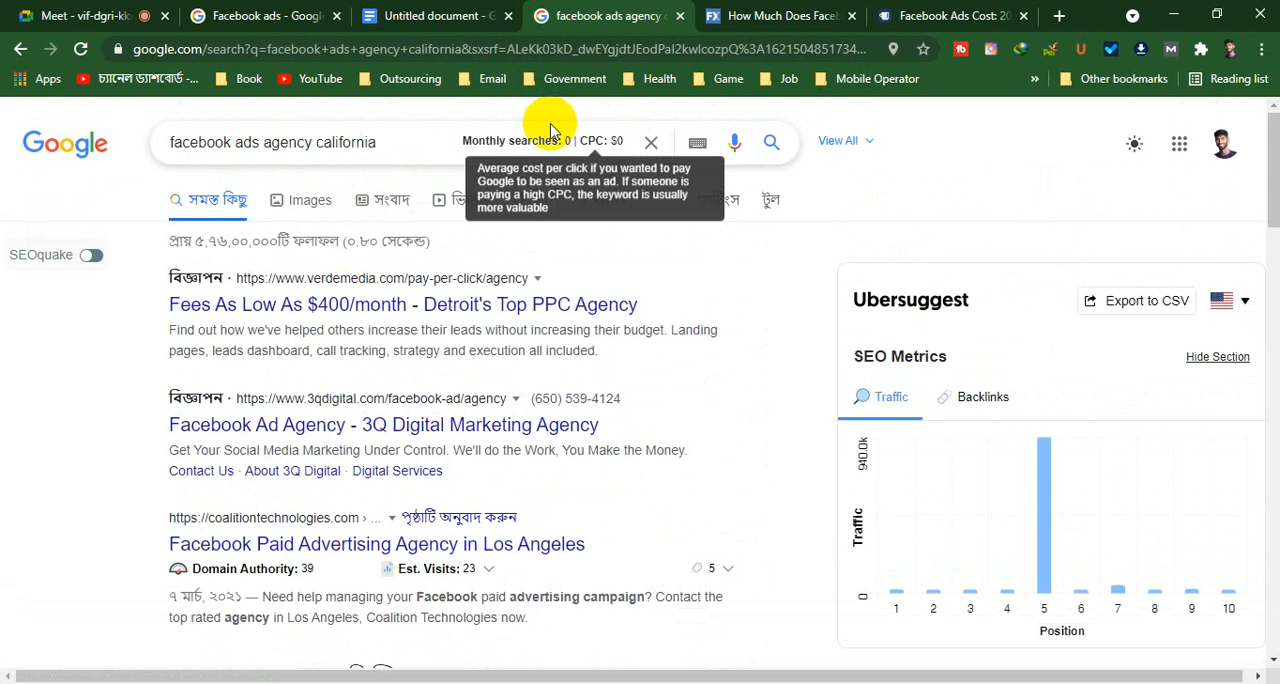 Meet - vif-dgri-kk
Facebook ads - Google
Untitled document - G
facebook ads agency c
How Much Does Face
Facebook Ads Cost: 20
google.com/search?q=facebook+ads+agency+california&sxsrf=ALeKk03kD_dwEYgjdtUEodPaI2kwlcozpQ%3A1621504851734...
Apps
চ্যানেল ড্যাশবোর্ড -...
Book
YouTube
Outsourcing
Email
Government
Health
Game
Job
Mobile Operator
»
Other bookmarks
Reading list
Google
facebook ads agency california
Monthly searches: 0 | CPC: $0
View All
Average cost per click if you wanted to pay
Google to be seen as an ad. If someone is
paying a high CPC, the keyword is usually
more valuable
সমস্ত কিছু
Images
সংবাদ
টুল
SEOquake
প্রায় ৫,৭৬,০০,০০০টি ফলাফল (০.৮০ সেকেন্ড)
বিজ্ঞাপন · https://www.verdemedia.com/pay-per-click/agency
Fees As Low As $400/month - Detroit's Top PPC Agency
Find out how we've helped others increase their leads without increasing their budget. Landing
pages, leads dashboard, call tracking, strategy and execution all included.
বিজ্ঞাপন · https://www.3qdigital.com/facebook-ad/agency (650) 539-4124
Facebook Ad Agency - 3Q Digital Marketing Agency
Get Your Social Media Marketing Under Control. We'll do the Work, You Make the Money.
Contact Us · About 3Q Digital · Digital Services
https://coalitiontechnologies.com › ... পৃষ্ঠাটি অনুবাদ করুন
Facebook Paid Advertising Agency in Los Angeles
Domain Authority: 39
Est. Visits: 23
5
৭ মার্চ, ২০২১ — Need help managing your Facebook paid advertising campaign? Contact the
top rated agency in Los Angeles, Coalition Technologies now.
Ubersuggest
Export to CSV
SEO Metrics
Hide Section
Traffic
Backlinks
940.0k
Traffic
0
1 2 3 4 5 6 7 8 9 10
Position